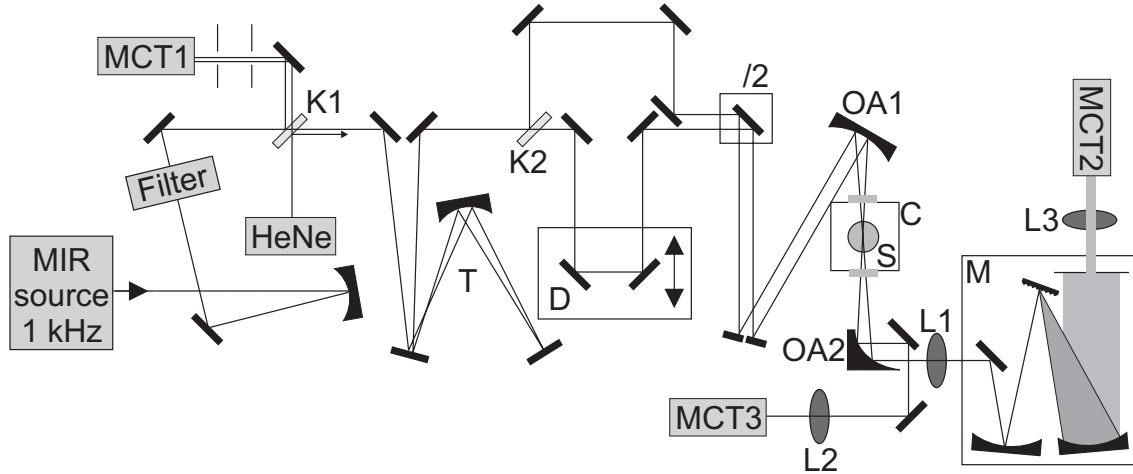 MCT1
K1
/2
OA1
MCT2
Filter
K2
HeNe
C
L3
S
MIR
source
1 kHz
T
D
M
OA2
L1
MCT3
L2